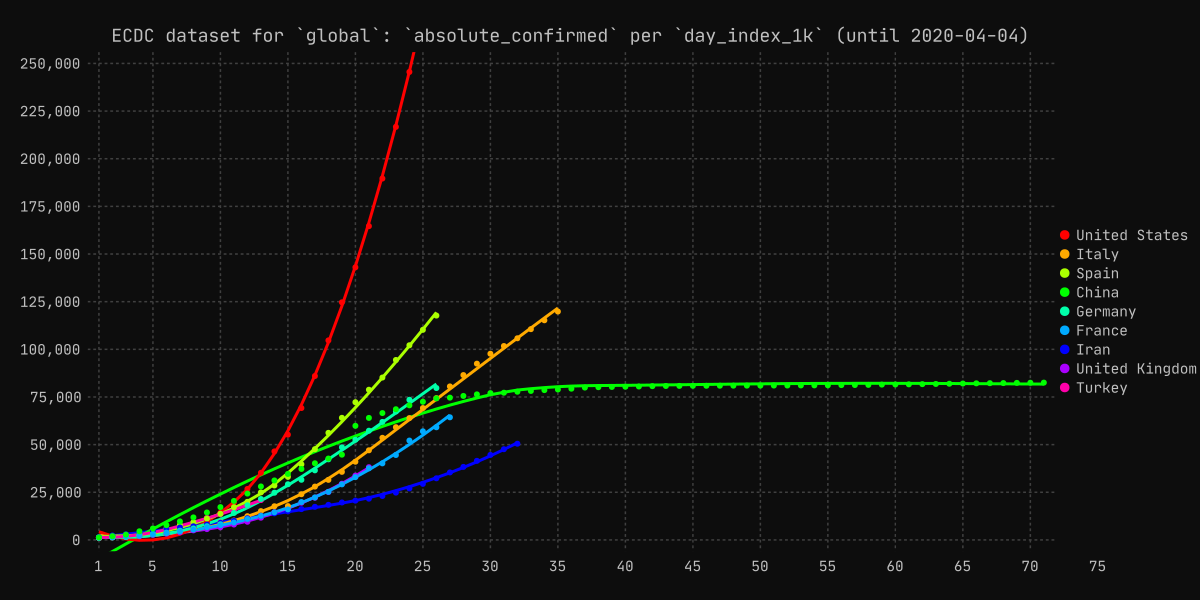 ECDC dataset for `global`: `absolute_confirmed` per `day_index_1k` (until 2020-04-04)
250,000
225,000
200,000
175,000
150,000
125,000
100,000
75,000
50,000
25,000
0
1 5 10 15 20 25 30 35 40 45 50 55 60 65 70 75
United States
Italy
Spain
China
Germany
France
Iran
United Kingdom
Turkey